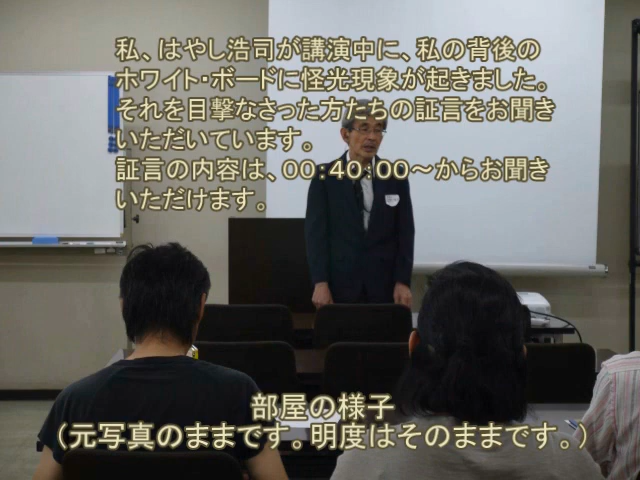 私、はやし浩司が講演中に、私の背後の
ホワイト・ボードに怪光現象が起きました。
それを目撃なさった方たちの証言をお聞き
いただいています。
証言の内容は、00:40:00～からお聞き
いただけます。
部屋の様子
（元写真のままです。明度はそのままです。）